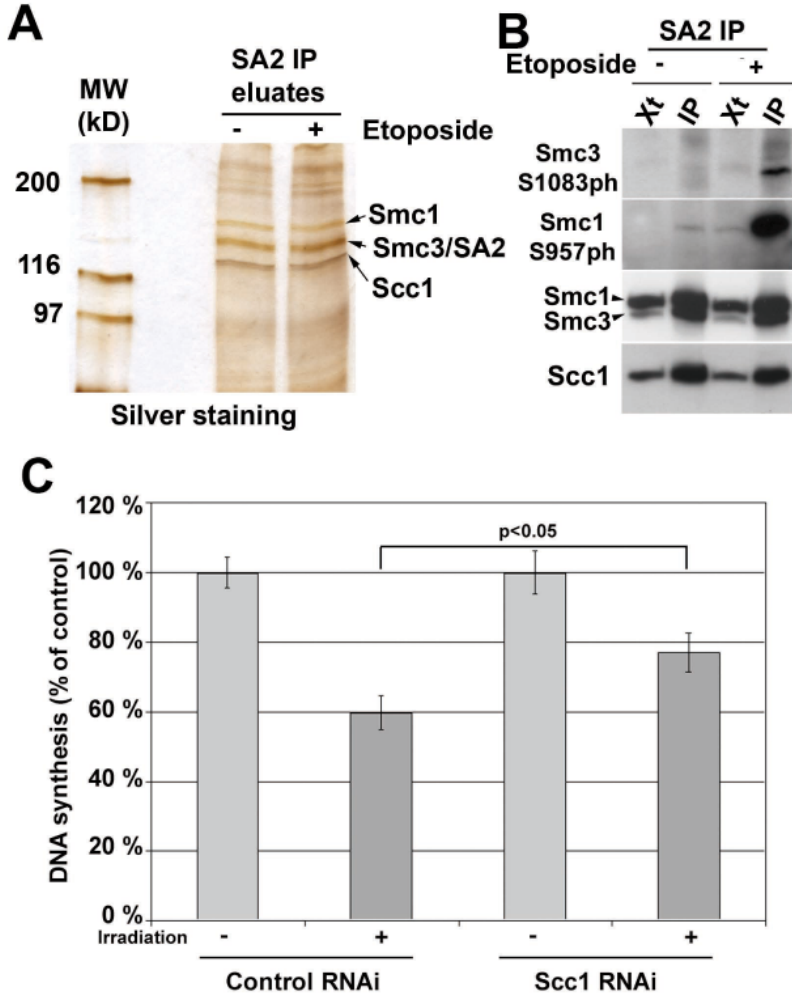 A
SA2 IP
eluates
MW
(kD)
- + Etoposide
200
116
97
Smc1
Smc3/SA2
Scc1
Silver staining
B
SA2 IP
Etoposide - +
Xt IP Xt IP
Smc3
S1083ph
Smc1
S957ph
Smc1
Smc3
Scc1
C
DNA synthesis (% of control)
120 %
100 %
80 %
60 %
40 %
20 %
0 %
p<0.05
Irradiation - + - +
Control RNAi Scc1 RNAi